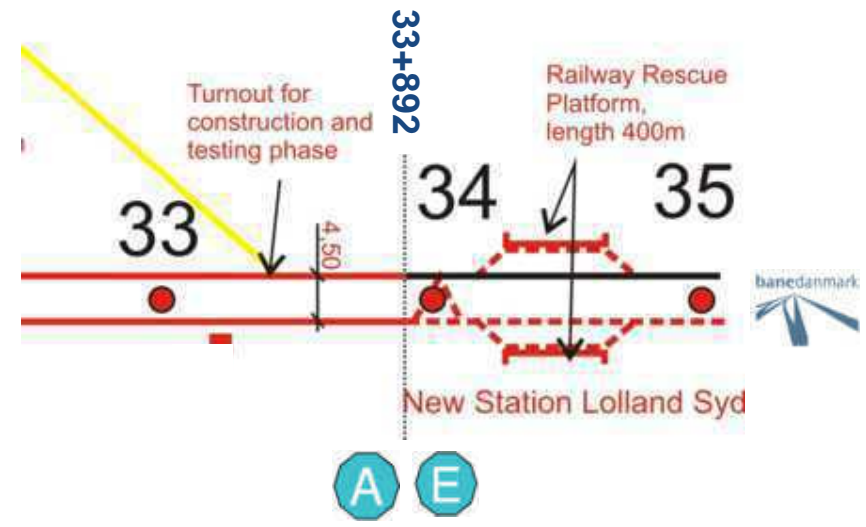 33+892
Turnout for
construction and
testing phase
Railway Rescue
Platform,
length 400m
33
4,50
34
35
banedanmark
New Station Lolland Syd
A
E